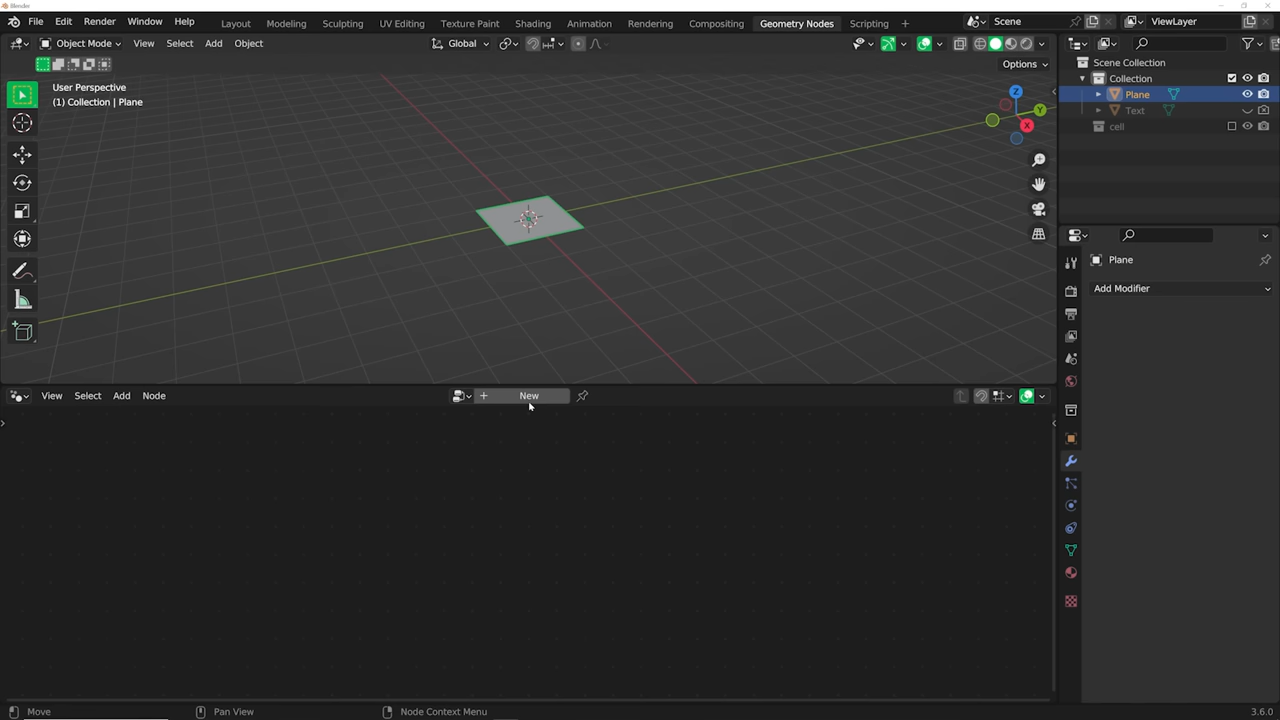 Blender
File Edit Render Window Help Layout Modeling Sculpting UV Editing Texture Paint Shading Animation Rendering Compositing Geometry Nodes Scripting + Scene ViewLayer
Object Mode View Select Add Object Global
Options
User Perspective
(1) Collection | Plane
Z
Y
X
Scene Collection
Collection
Plane
Text
cell
Plane
Add Modifier
View Select Add Node + New
Move Pan View Node Context Menu 3.6.0